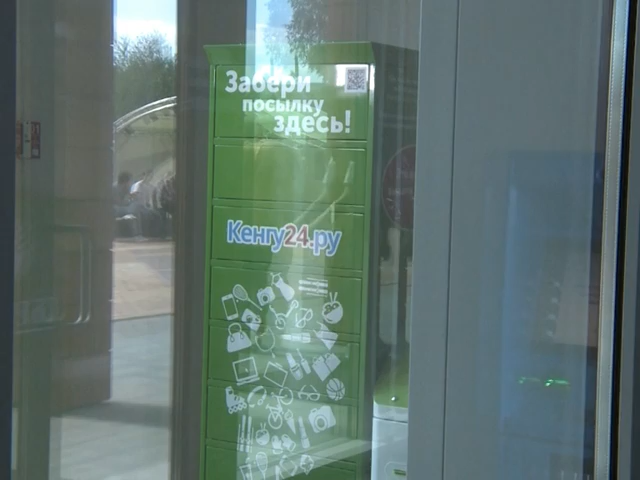 Забери
посылку
здесь!
Кенгу24.ру